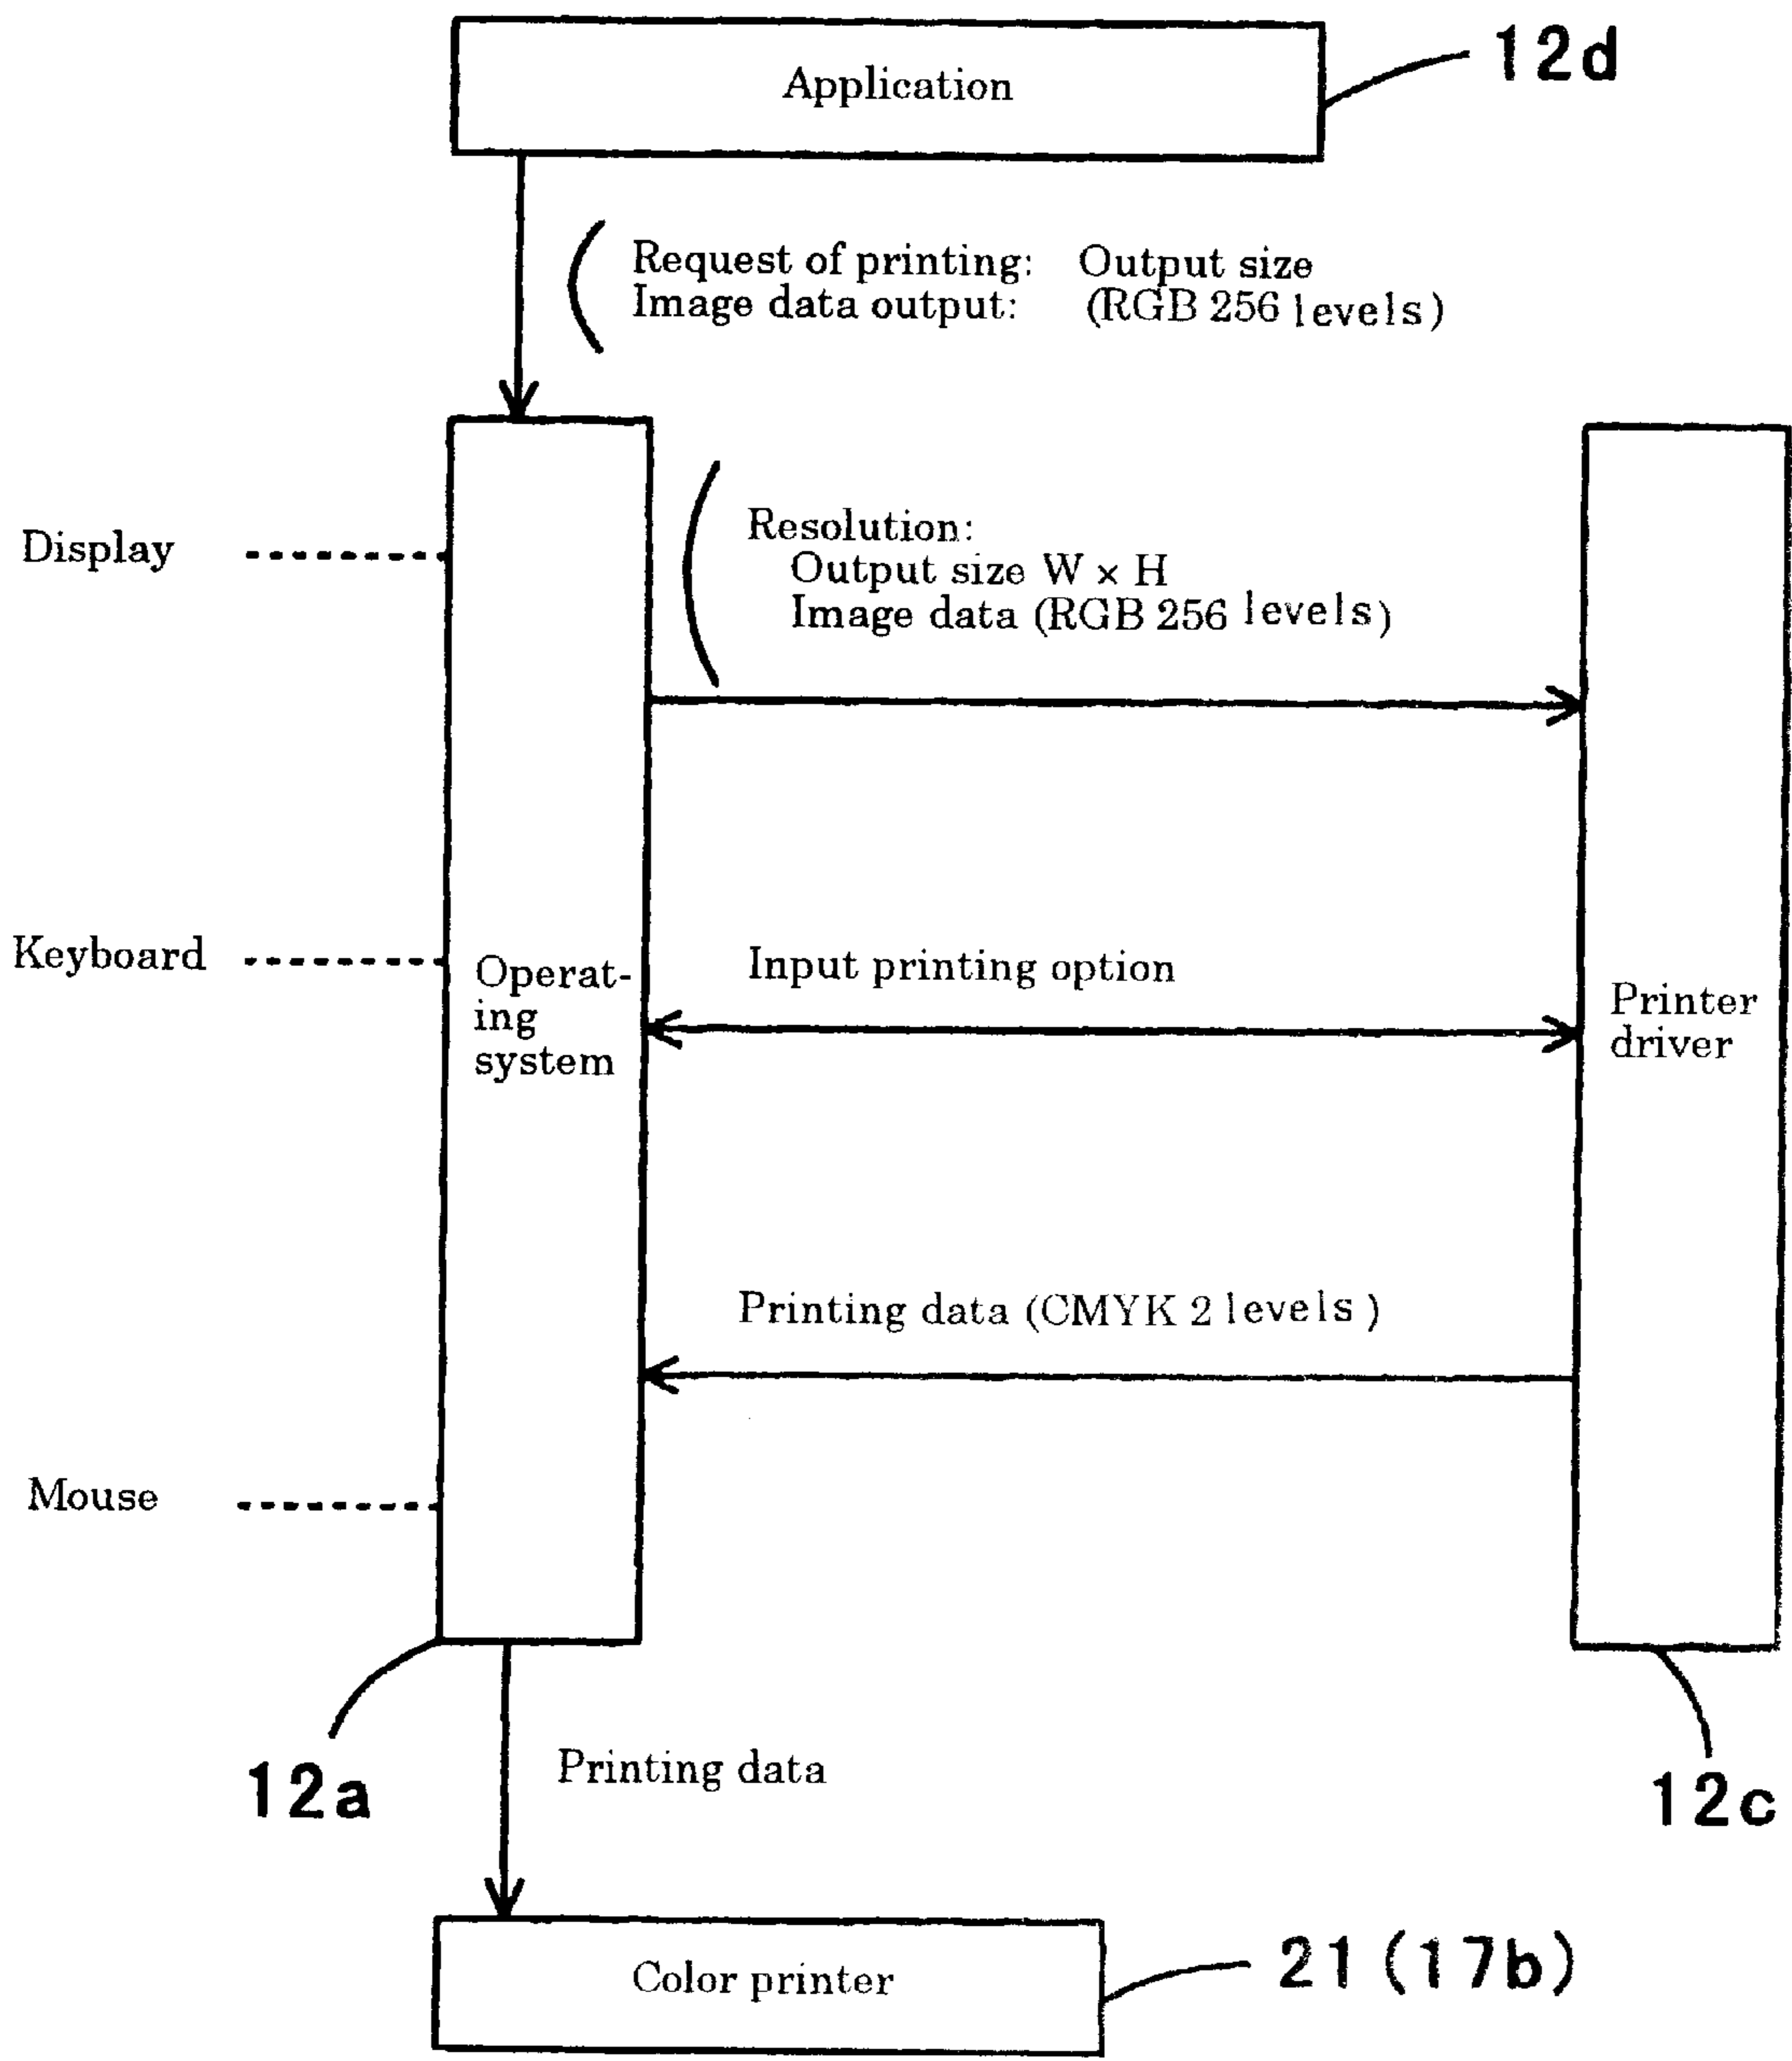 Application
12d
Request of printing: Output size
Image data output: (RGB 256 levels)
Display
Resolution:
Output size W × H
Image data (RGB 256 levels)
Keyboard
Operat-
ing
system
Input printing option
Printer
driver
Printing data (CMYK 2 levels)
Mouse
12a
Printing data
12c
Color printer
21 (17b)